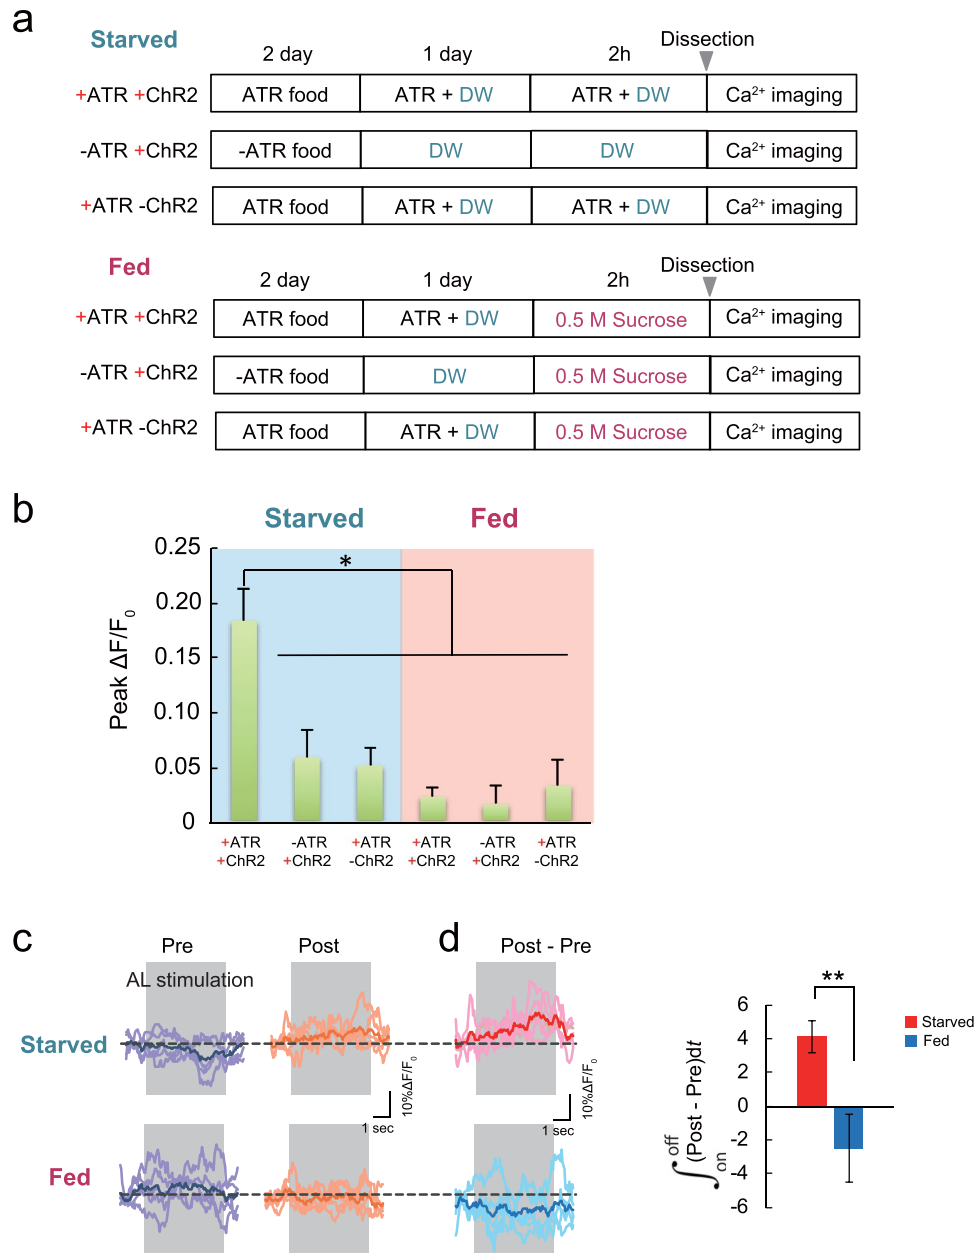 a
Starved
2 day 1 day 2h Dissection
+ATR +ChR2 ATR food ATR + DW ATR + DW Ca²⁺ imaging
-ATR +ChR2 -ATR food DW DW Ca²⁺ imaging
+ATR -ChR2 ATR food ATR + DW ATR + DW Ca²⁺ imaging
Fed
2 day 1 day 2h Dissection
+ATR +ChR2 ATR food ATR + DW 0.5 M Sucrose Ca²⁺ imaging
-ATR +ChR2 -ATR food DW 0.5 M Sucrose Ca²⁺ imaging
+ATR -ChR2 ATR food ATR + DW 0.5 M Sucrose Ca²⁺ imaging
b
Starved Fed
Peak ΔF/F₀
0.25
0.20
0.15
0.10
0.05
0
*
+ATR -ATR +ATR +ATR -ATR +ATR
+ChR2 +ChR2 -ChR2 +ChR2 +ChR2 -ChR2
c
Pre Post
AL stimulation
Starved
10%ΔF/F₀
1 sec
Fed
d
Post - Pre
10%ΔF/F₀
1 sec
∫ off on (Post - Pre)dt
6
4
2
0
-2
-4
-6
**
Starved
Fed